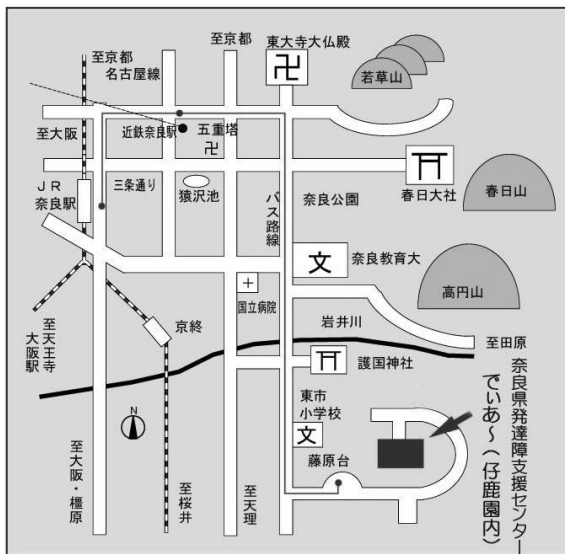 至京都
名古屋線
至京都
東大寺大仏殿
卍
若草山
至大阪
近鉄奈良駅
五重塔
卍
三条通り
ＪＲ
奈良駅
猿沢池
バス路線
奈良公園
春日大社
春日山
文
奈良教育大
国立病院
高円山
京終
岩井川
至田原
至天王寺
大阪駅
護国神社
N
東市
小学校
文
藤原台
奈良県発達障支援センター
でぃあ～（仔鹿園内）
至大阪・橿原
至桜井
至天理